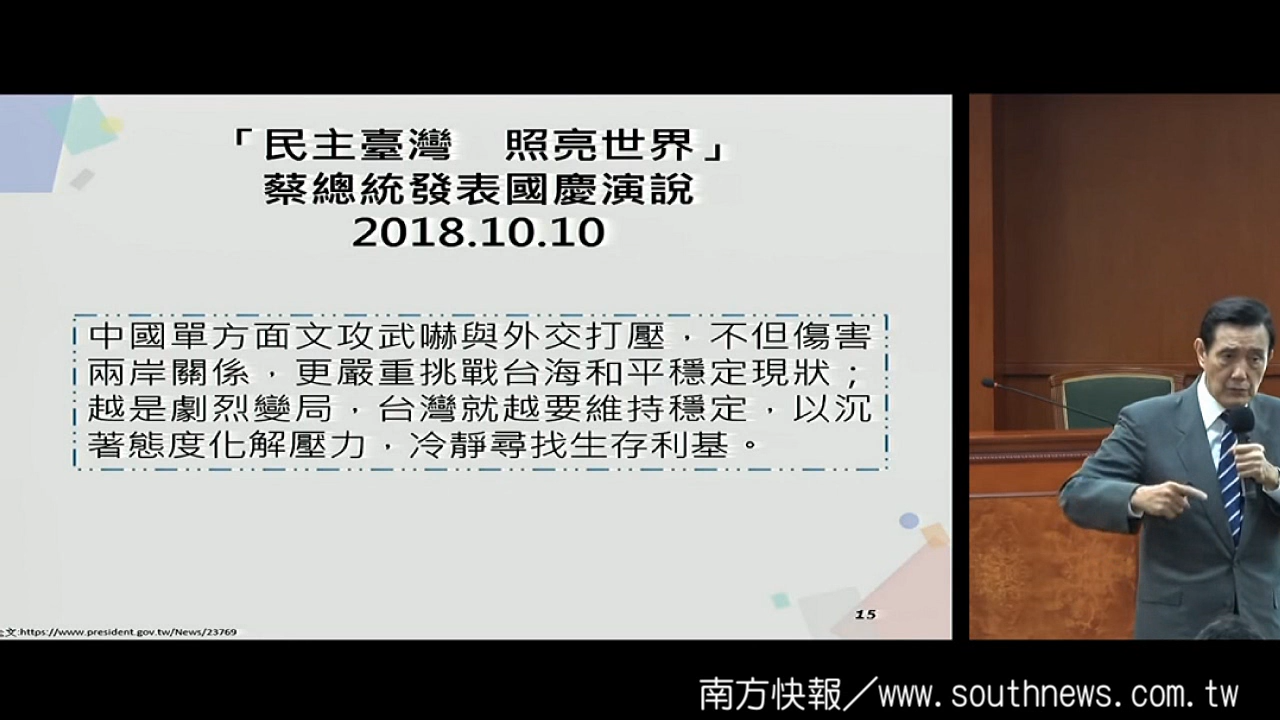 「民主臺灣　照亮世界」
蔡總統發表國慶演說
2018.10.10
中國單方面文攻武嚇與外交打壓，不但傷害
兩岸關係，更嚴重挑戰台海和平穩定現狀；
越是劇烈變局，台灣就越要維持穩定，以沉
著態度化解壓力，冷靜尋找生存利基。
15
文:https://www.president.gov.tw/News/23769
南方快報／www.southnews.com.tw